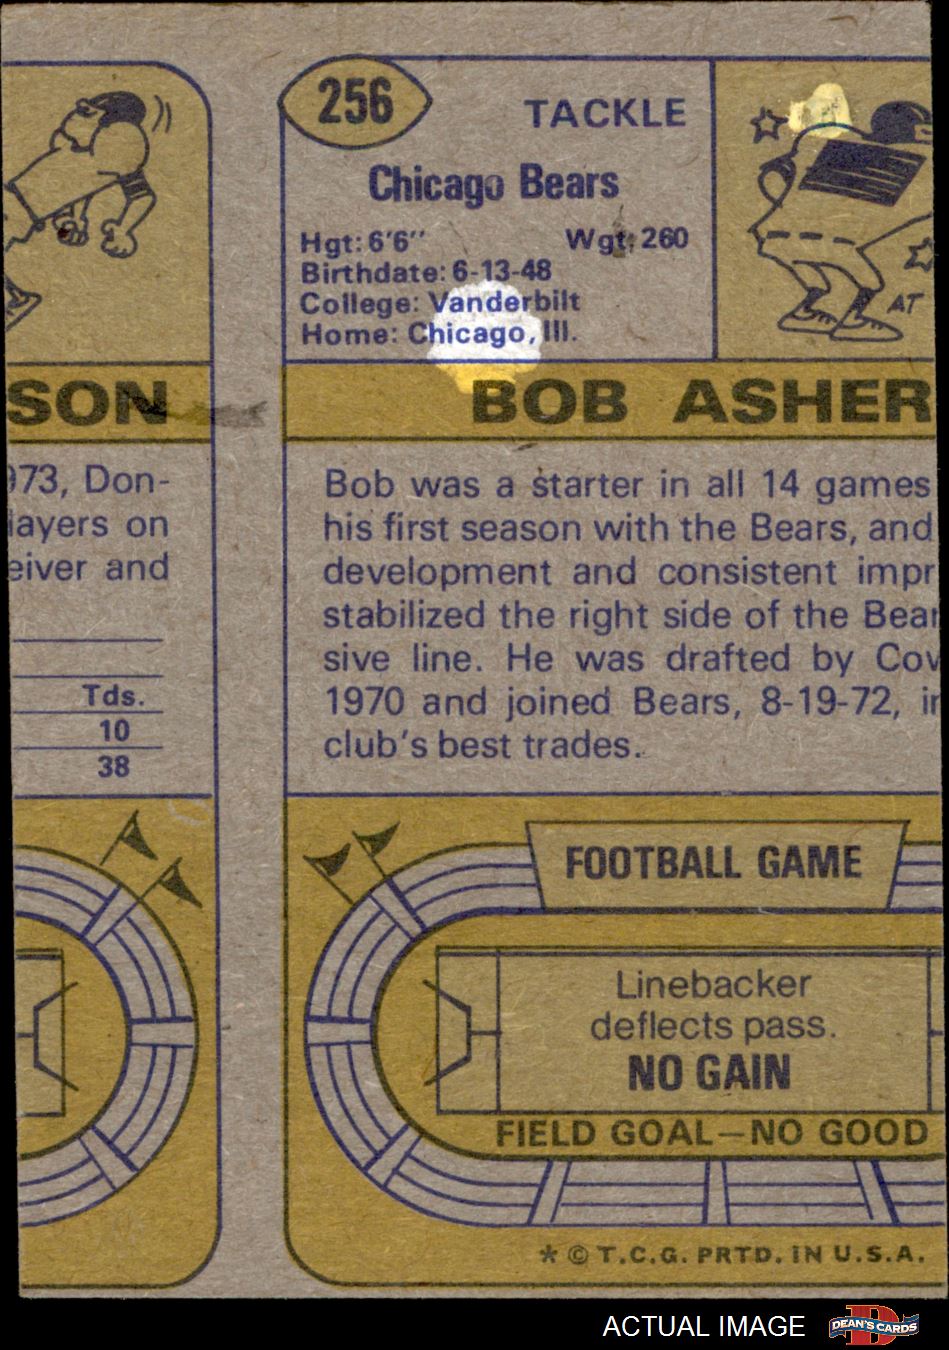 SON
973, Don-
layers on
eiver and
Tds.
10
38
256
TACKLE
Chicago Bears
Hgt: 6'6" Wgt: 260
Birthdate: 6-13-48
College: Vanderbilt
Home: Chicago, Ill.
AT
BOB ASHER
Bob was a starter in all 14 games
his first season with the Bears, and
development and consistent impr
stabilized the right side of the Bear
sive line. He was drafted by Cov
1970 and joined Bears, 8-19-72, in
club's best trades.
FOOTBALL GAME
Linebacker
deflects pass.
NO GAIN
FIELD GOAL—NO GOOD
* © T.C.G. PRTD. IN U.S.A.
ACTUAL IMAGE
DEAN'S CARDS